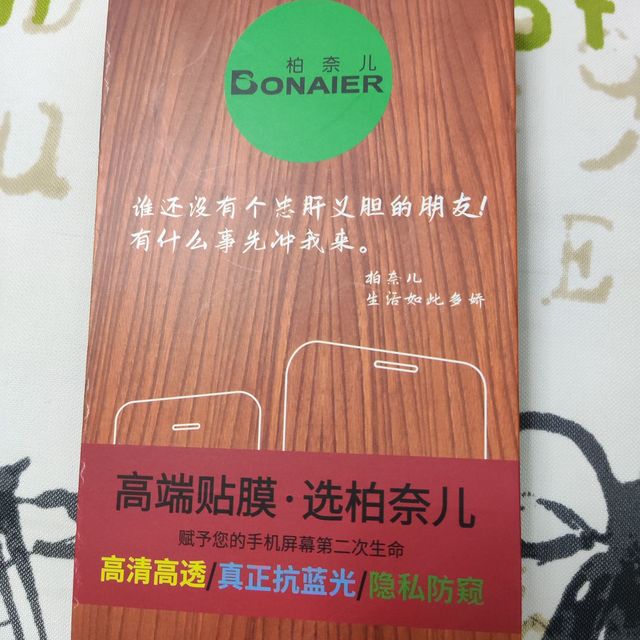 柏奈儿
BONAIER
谁还没有个忠肝义胆的朋友!
有什么事先冲我来。
柏奈儿
生活如此多娇
高端贴膜·选柏奈儿
赋予您的手机屏幕第二次生命
高清高透/真正抗蓝光/隐私防窥